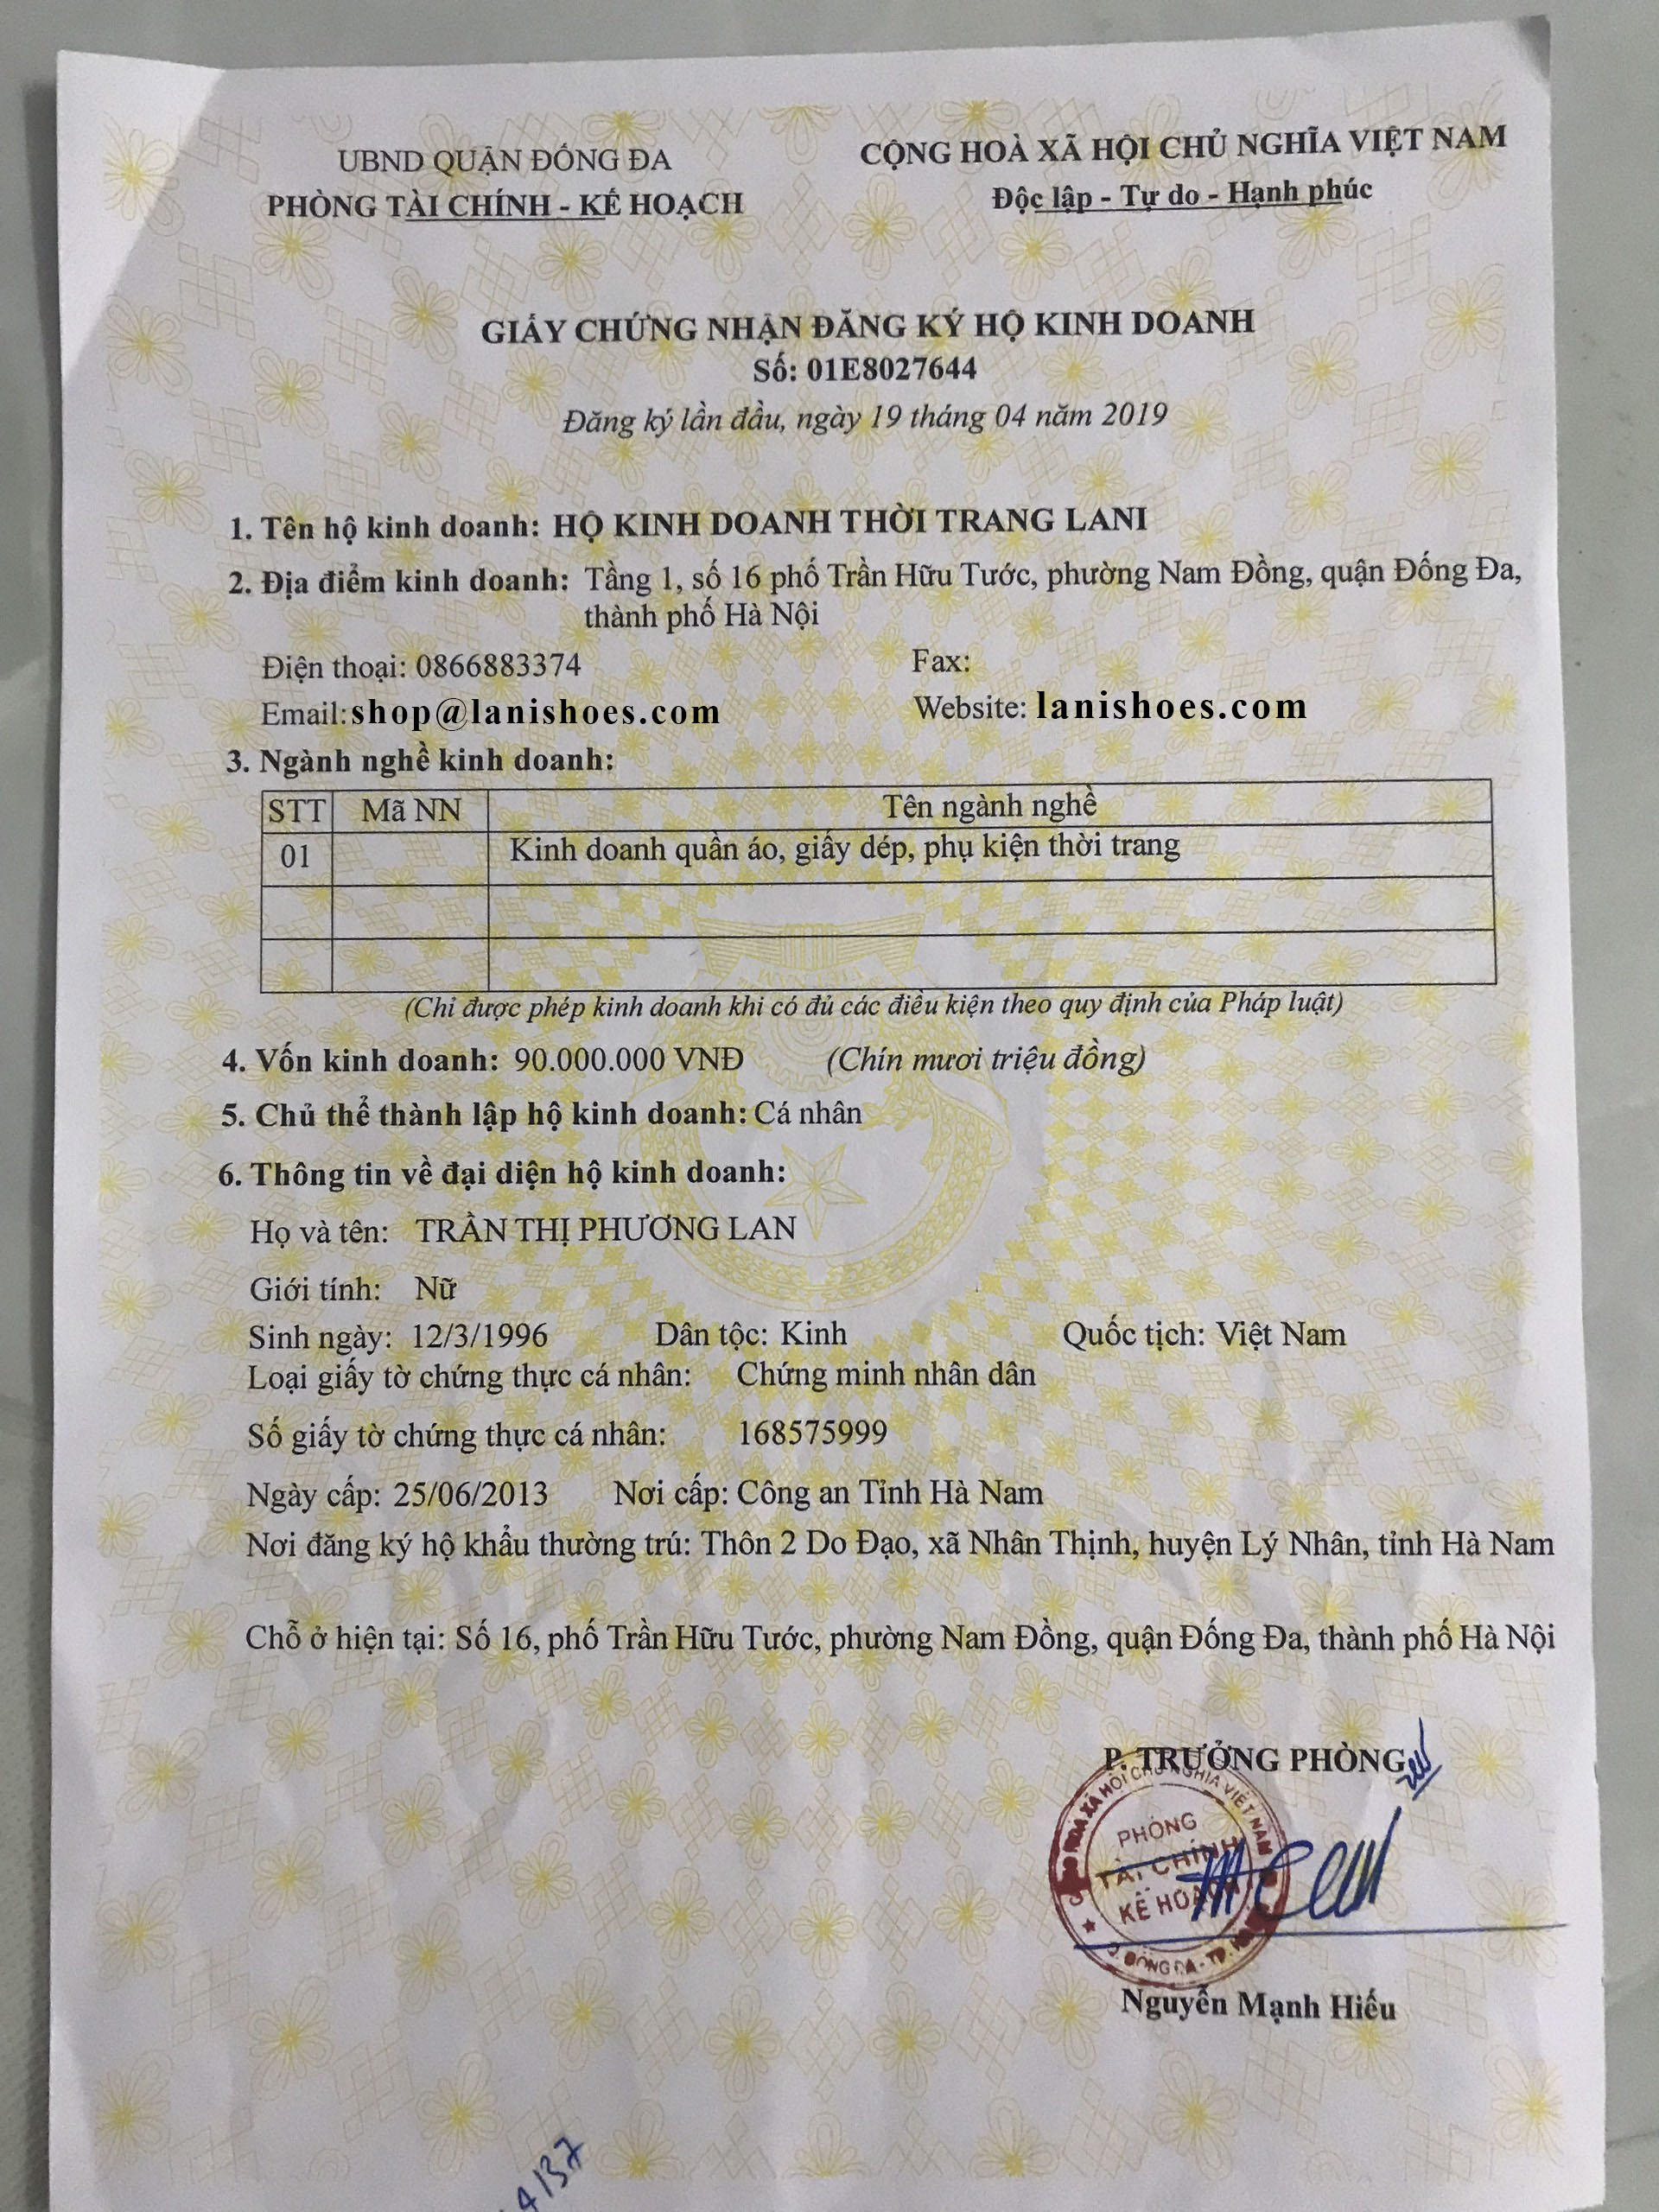 UBND QUẬN ĐỐNG ĐA
PHÒNG TÀI CHÍNH - KẾ HOẠCH
CỘNG HOÀ XÃ HỘI CHỦ NGHĨA VIỆT NAM
Độc lập - Tự do - Hạnh phúc
GIẤY CHỨNG NHẬN ĐĂNG KÝ HỘ KINH DOANH
Số: 01E8027644
Đăng ký lần đầu, ngày 19 tháng 04 năm 2019
1. Tên hộ kinh doanh: HỘ KINH DOANH THỜI TRANG LANI
2. Địa điểm kinh doanh: Tầng 1, số 16 phố Trần Hữu Tước, phường Nam Đồng, quận Đống Đa,
thành phố Hà Nội
Điện thoại: 0866883374 Fax:
Email: shop@lanishoes.com Website: lanishoes.com
3. Ngành nghề kinh doanh:
STT Mã NN Tên ngành nghề
01 Kinh doanh quần áo, giầy dép, phụ kiện thời trang
(Chỉ được phép kinh doanh khi có đủ các điều kiện theo quy định của Pháp luật)
4. Vốn kinh doanh: 90.000.000 VNĐ (Chín mươi triệu đồng)
5. Chủ thể thành lập hộ kinh doanh: Cá nhân
6. Thông tin về đại diện hộ kinh doanh:
Họ và tên: TRẦN THỊ PHƯƠNG LAN
Giới tính: Nữ
Sinh ngày: 12/3/1996 Dân tộc: Kinh Quốc tịch: Việt Nam
Loại giấy tờ chứng thực cá nhân: Chứng minh nhân dân
Số giấy tờ chứng thực cá nhân: 168575999
Ngày cấp: 25/06/2013 Nơi cấp: Công an Tỉnh Hà Nam
Nơi đăng ký hộ khẩu thường trú: Thôn 2 Do Đạo, xã Nhân Thịnh, huyện Lý Nhân, tỉnh Hà Nam
Chỗ ở hiện tại: Số 16, phố Trần Hữu Tước, phường Nam Đồng, quận Đống Đa, thành phố Hà Nội
P. TRƯỞNG PHÒNG
XÃ HỘI CHỦ NGHĨA VIỆT NAM
PHÒNG
TÀI CHÍNH
KẾ HOẠCH
Q. ĐỐNG ĐA - TP.
Nguyễn Mạnh Hiếu